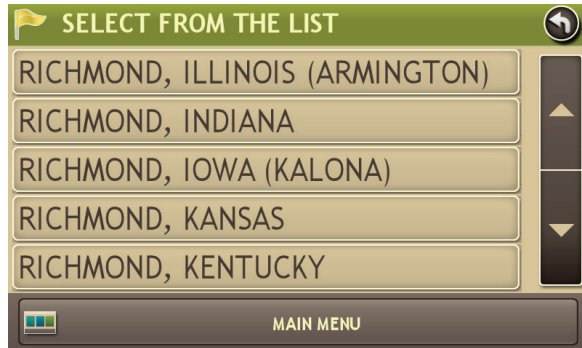 SELECT FROM THE LIST
RICHMOND, ILLINOIS (ARMINGTON)
RICHMOND, INDIANA
RICHMOND, IOWA (KALONA)
RICHMOND, KANSAS
RICHMOND, KENTUCKY
MAIN MENU